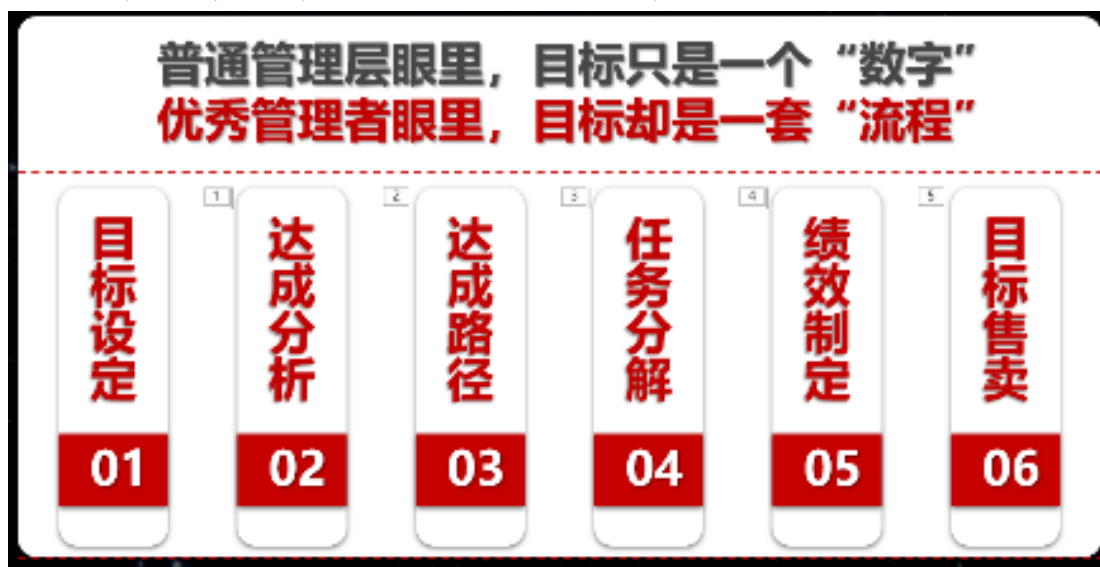 普通管理层眼里，目标只是一个“数字”
优秀管理者眼里，目标却是一套“流程”
1
2
3
4
5
目标设定
达成分析
达成路径
任务分解
绩效制定
目标售卖
01
02
03
04
05
06